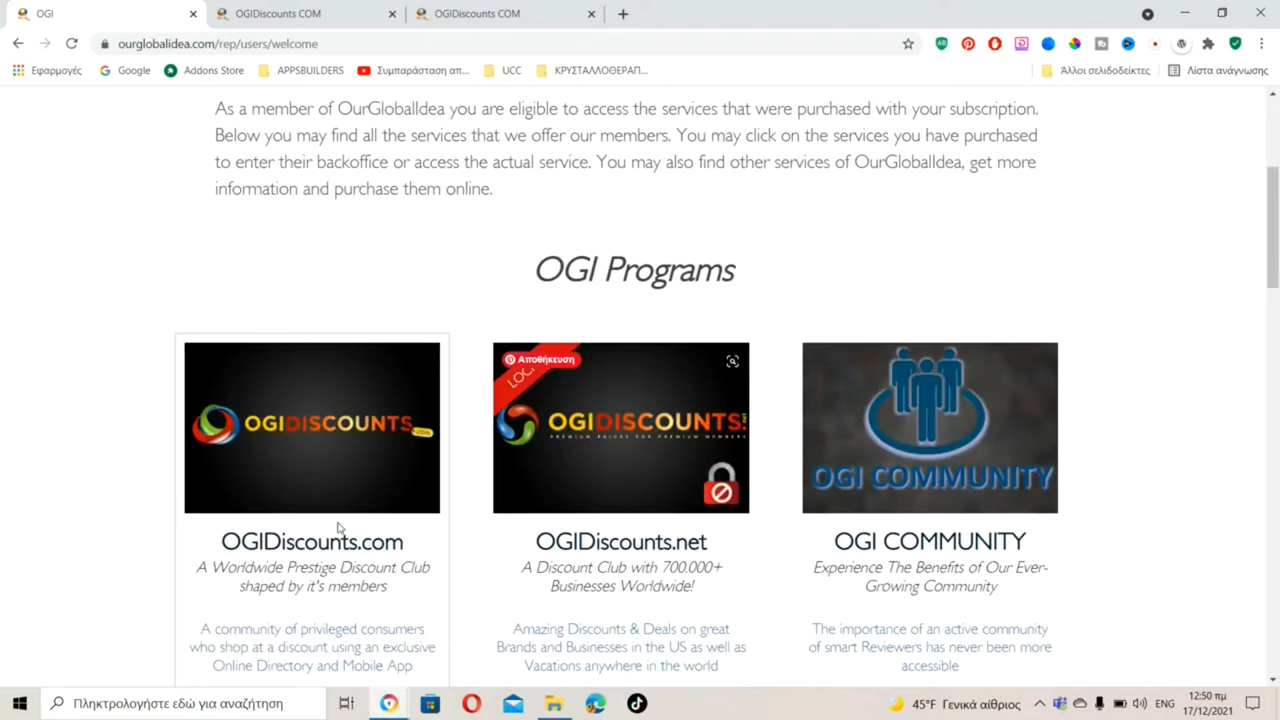 OGI
OGIDiscounts COM
OGIDiscounts COM
ourglobalidea.com/rep/users/welcome
Εφαρμογές
Google
Addons Store
APPSBUILDERS
Συμπαράσταση απ...
UCC
ΚΡΥΣΤΑΛΛΟΘΕΡΑΠ...
Άλλοι σελιδοδείκτες
Λίστα ανάγνωσης
As a member of OurGlobalIdea you are eligible to access the services that were purchased with your subscription.
Below you may find all the services that we offer our members. You may click on the services you have purchased
to enter their backoffice or access the actual service. You may also find other services of OurGlobalIdea, get more
information and purchase them online.
OGI Programs
OGIDISCOUNTS
.com
Αποθήκευση
OGIDISCOUNTS!
.net
PREMIUM PRICES FOR PREMIUM MEMBERS
OGI COMMUNITY
OGIDiscounts.com
A Worldwide Prestige Discount Club
shaped by it's members
A community of privileged consumers
who shop at a discount using an exclusive
Online Directory and Mobile App
OGIDiscounts.net
A Discount Club with 700.000+
Businesses Worldwide!
Amazing Discounts & Deals on great
Brands and Businesses in the US as well as
Vacations anywhere in the world
OGI COMMUNITY
Experience The Benefits of Our Ever-
Growing Community
The importance of an active community
of smart Reviewers has never been more
accessible
Πληκτρολογήστε εδώ για αναζήτηση
45°F Γενικά αίθριος
ENG
12:50 πμ
17/12/2021